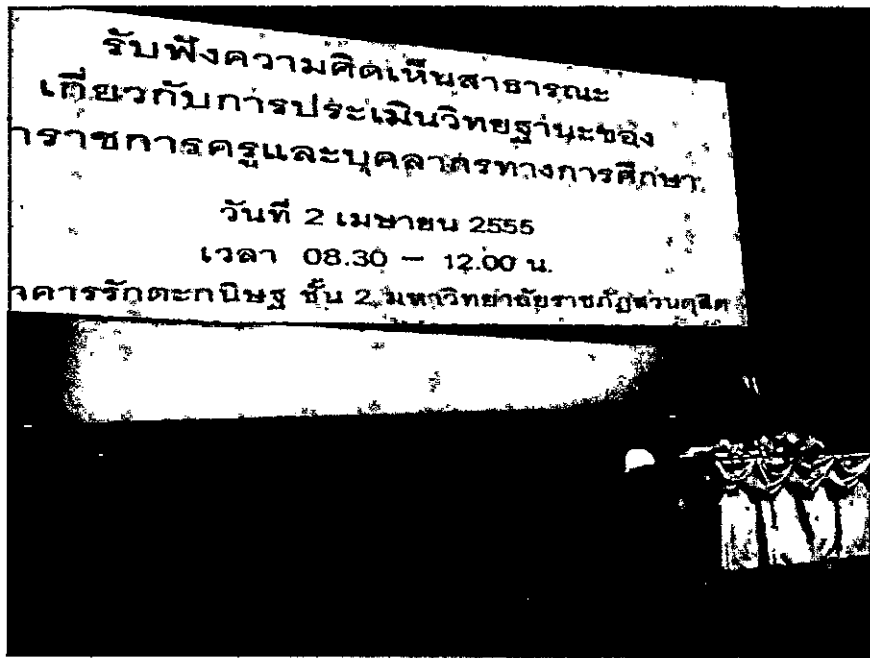 รับฟังความคิดเห็นสาธารณะ
เกี่ยวกับการประเมินวิทยฐานะของ
าราชการครูและบุคลากรทางการศึกษา
วันที่ 2 เมษายน 2555
เวลา 08.30 – 12.00 น.
าคารรักตะกนิษฐ ชั้น 2 มหาวิทยาลัยราชภัฏสวนดุสิต